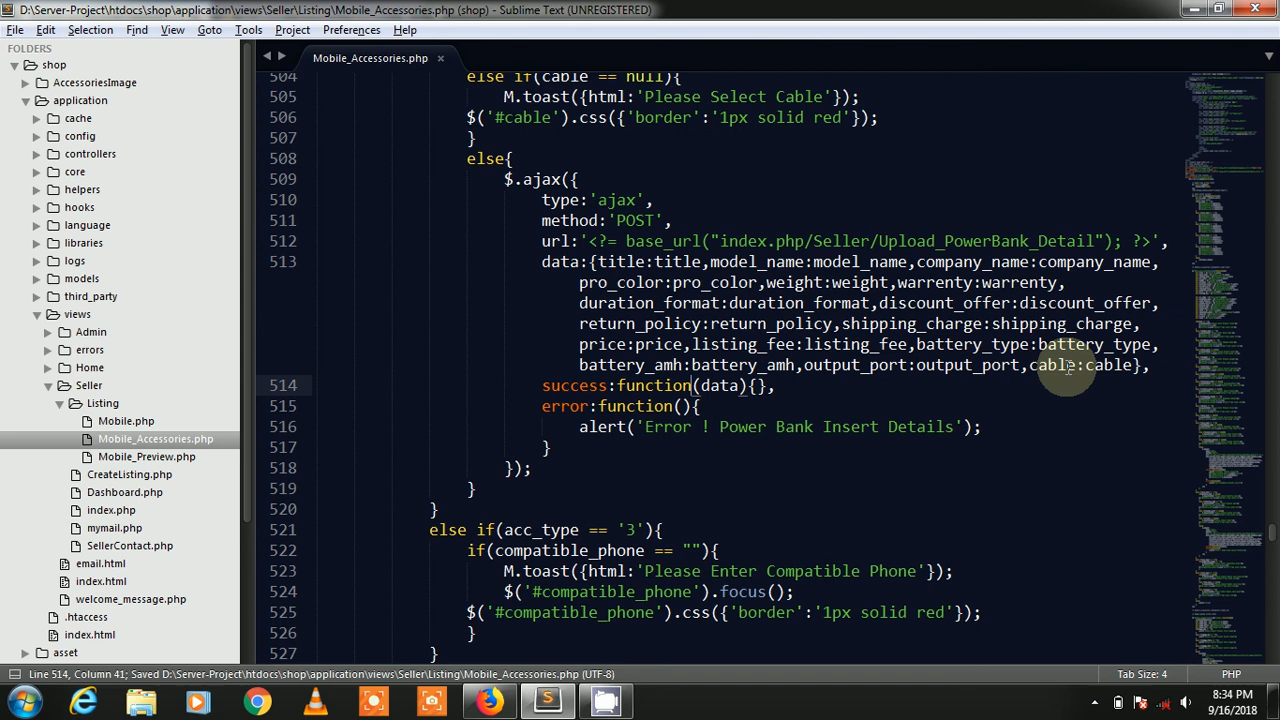 D:\Server-Project\htdocs\shop\application\views\Seller\Listing\Mobile_Accessories.php (shop) - Sublime Text (UNREGISTERED)
File Edit Selection Find View Goto Tools Project Preferences Help
FOLDERS
shop
AccessoriesImage
application
cache
config
controllers
core
helpers
hooks
language
libraries
logs
models
third_party
views
Admin
errors
Home
Seller
Listing
Mobile.php
Mobile_Accessories.php
Mobile_Preview.php
CreateListing.php
Dashboard.php
index.php
mymail.php
SellerContact.php
email.html
index.html
welcome_message.php
.htaccess
index.html
asset
Mobile_Accessories.php ×
504 else if(cable == null){
505 M.toast({html:'Please Select Cable'});
506 $('#cable').css({'border':'1px solid red'});
507 }
508 else{
509 $.ajax({
510 type:'ajax',
511 method:'POST',
512 url:'<?= base_url("index.php/Seller/Upload_PowerBank_Detail"); ?>',
513 data:{title:title,model_name:model_name,company_name:company_name,
pro_color:pro_color,weight:weight,warrenty:warrenty,
duration_format:duration_format,discount_offer:discount_offer,
return_policy:return_policy,shipping_charge:shipping_charge,
price:price,listing_fee:listing_fee,battery_type:battery_type,
battery_amt:battery_amt,output_port:output_port,cable:cable},
514 success:function(data){},
515 error:function(){
516 alert('Error ! Power Bank Insert Details');
517 }
518 });
519 }
520 }
521 else if(acc_type == '3'){
522 if(compatible_phone == ""){
523 M.toast({html:'Please Enter Compatible Phone'});
524 $('#compatible_phone').focus();
525 $('#compatible_phone').css({'border':'1px solid red'});
526 }
527 }
Line 514, Column 41; Saved D:\Server-Project\htdocs\shop\application\views\Seller\Listing\Mobile_Accessories.php (UTF-8)
Tab Size: 4
PHP
8:34 PM
9/16/2018